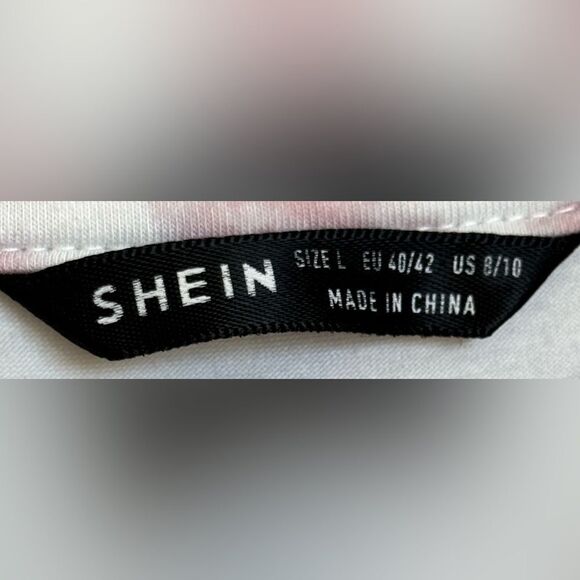 SHEIN
SIZE L EU 40/42 US 8/10
MADE IN CHINA